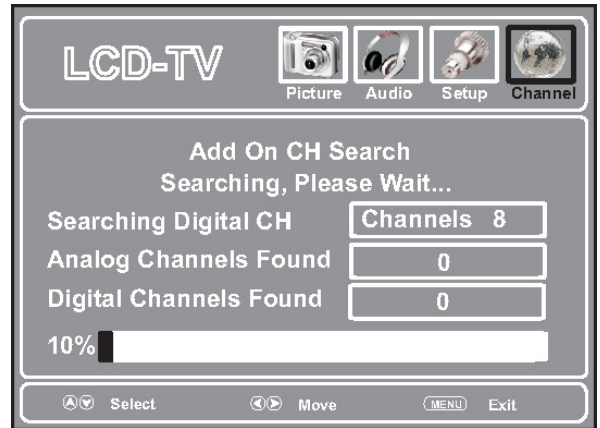 LCD-TV
Picture Audio Setup Channel
Add On CH Search
Searching, Please Wait...
Searching Digital CH Channels 8
Analog Channels Found 0
Digital Channels Found 0
10%
Select Move MENU Exit